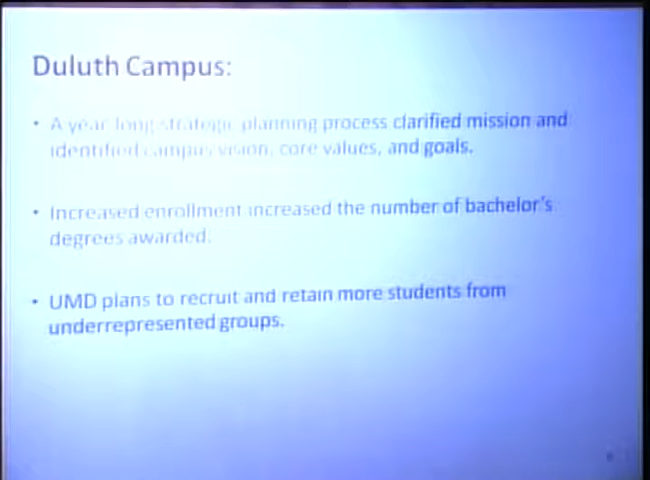 Duluth Campus:
• A year long strategic planning process clarified mission and
identified campus vision, core values, and goals.
• Increased enrollment increased the number of bachelor's
degrees awarded.
• UMD plans to recruit and retain more students from
underrepresented groups.